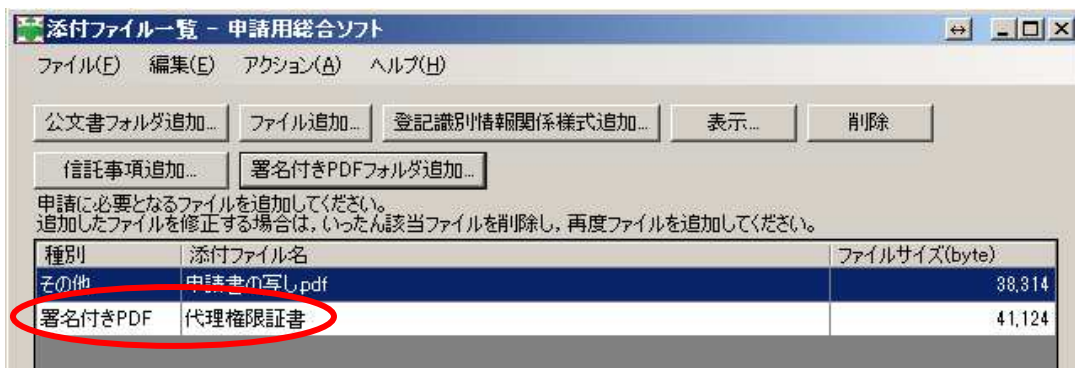 添付ファイル一覧 - 申請用総合ソフト
ファイル(F) 編集(E) アクション(A) ヘルプ(H)
公文書フォルダ追加... ファイル追加... 登記識別情報関係様式追加... 表示... 削除
信託事項追加... 署名付きPDFフォルダ追加...
申請に必要となるファイルを追加してください。
追加したファイルを修正する場合は，いったん該当ファイルを削除し，再度ファイルを追加してください。
種別 添付ファイル名 ファイルサイズ(byte)
その他 申請書の写し.pdf 38,314
署名付きPDF 代理権限証書 41,124